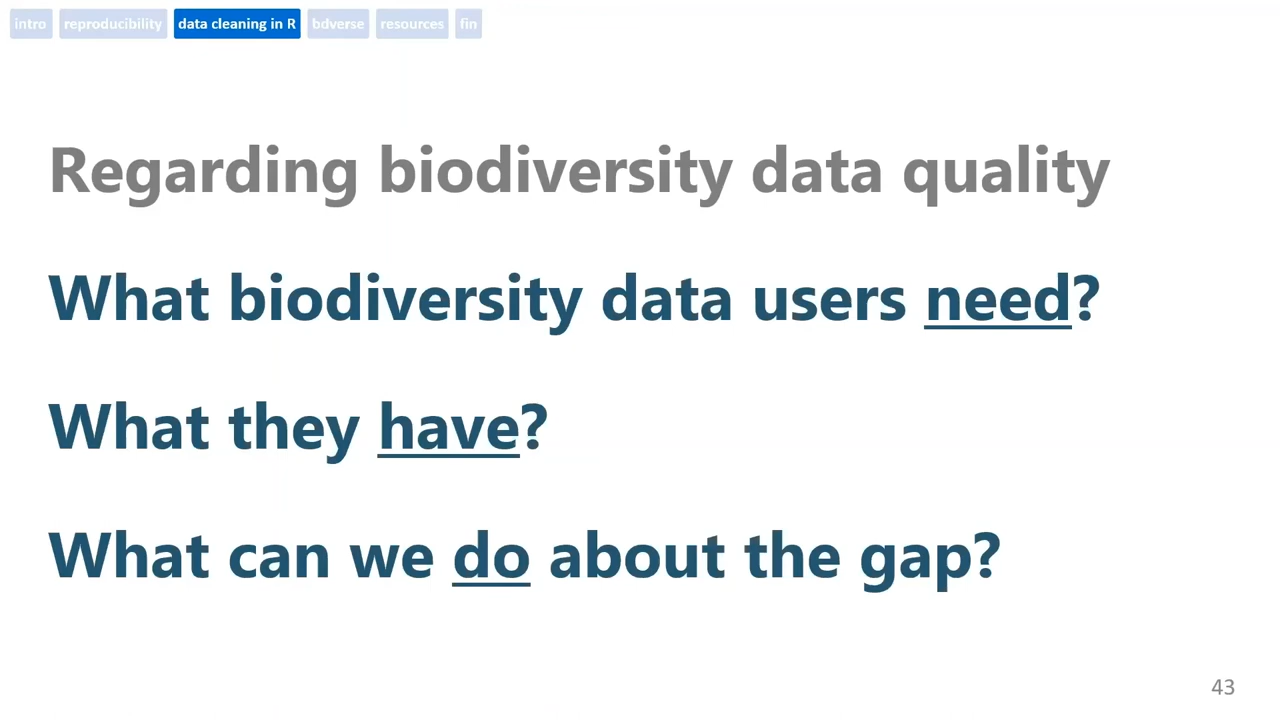 intro reproducibility data cleaning in R bdverse resources fin
Regarding biodiversity data quality
What biodiversity data users need?
What they have?
What can we do about the gap?
43